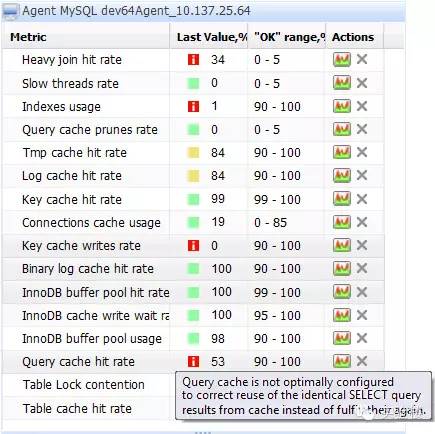 Agent MySQL dev64Agent_10.137.25.64
Metric Last Value,% "OK" range,% Actions
Heavy join hit rate 34 0 - 5
Slow threads rate 0 0 - 5
Indexes usage 1 90 - 100
Query cache prunes rate 0 0 - 5
Tmp cache hit rate 84 90 - 100
Log cache hit rate 84 90 - 100
Key cache hit rate 99 99 - 100
Connections cache usage 19 0 - 85
Key cache writes rate 0 90 - 100
Binary log cache hit rate 100 90 - 100
InnoDB buffer pool hit rate 100 99 - 100
InnoDB cache write wait ra 100 95 - 100
InnoDB buffer pool usage 98 90 - 100
Query cache hit rate 53 90 - 100
Table Lock contention
Table cache hit rate
Query cache is not optimally configured
to correct reuse of the identical SELECT query
results from cache instead of fulfil their again.